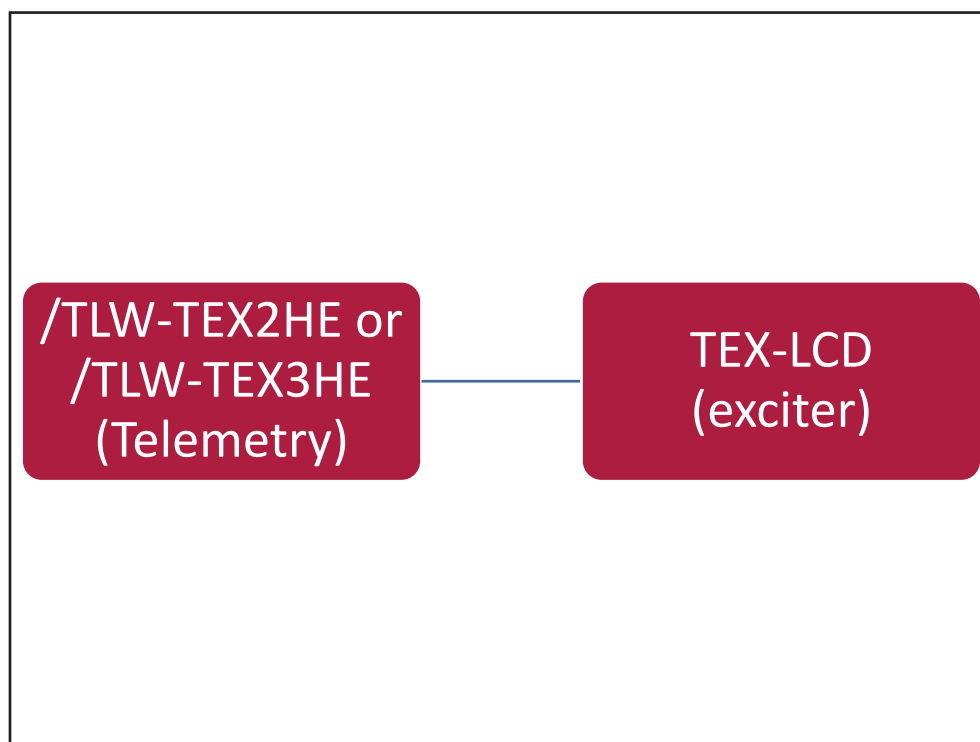 /TLW-TEX2HE or
/TLW-TEX3HE
(Telemetry)
TEX-LCD
(exciter)